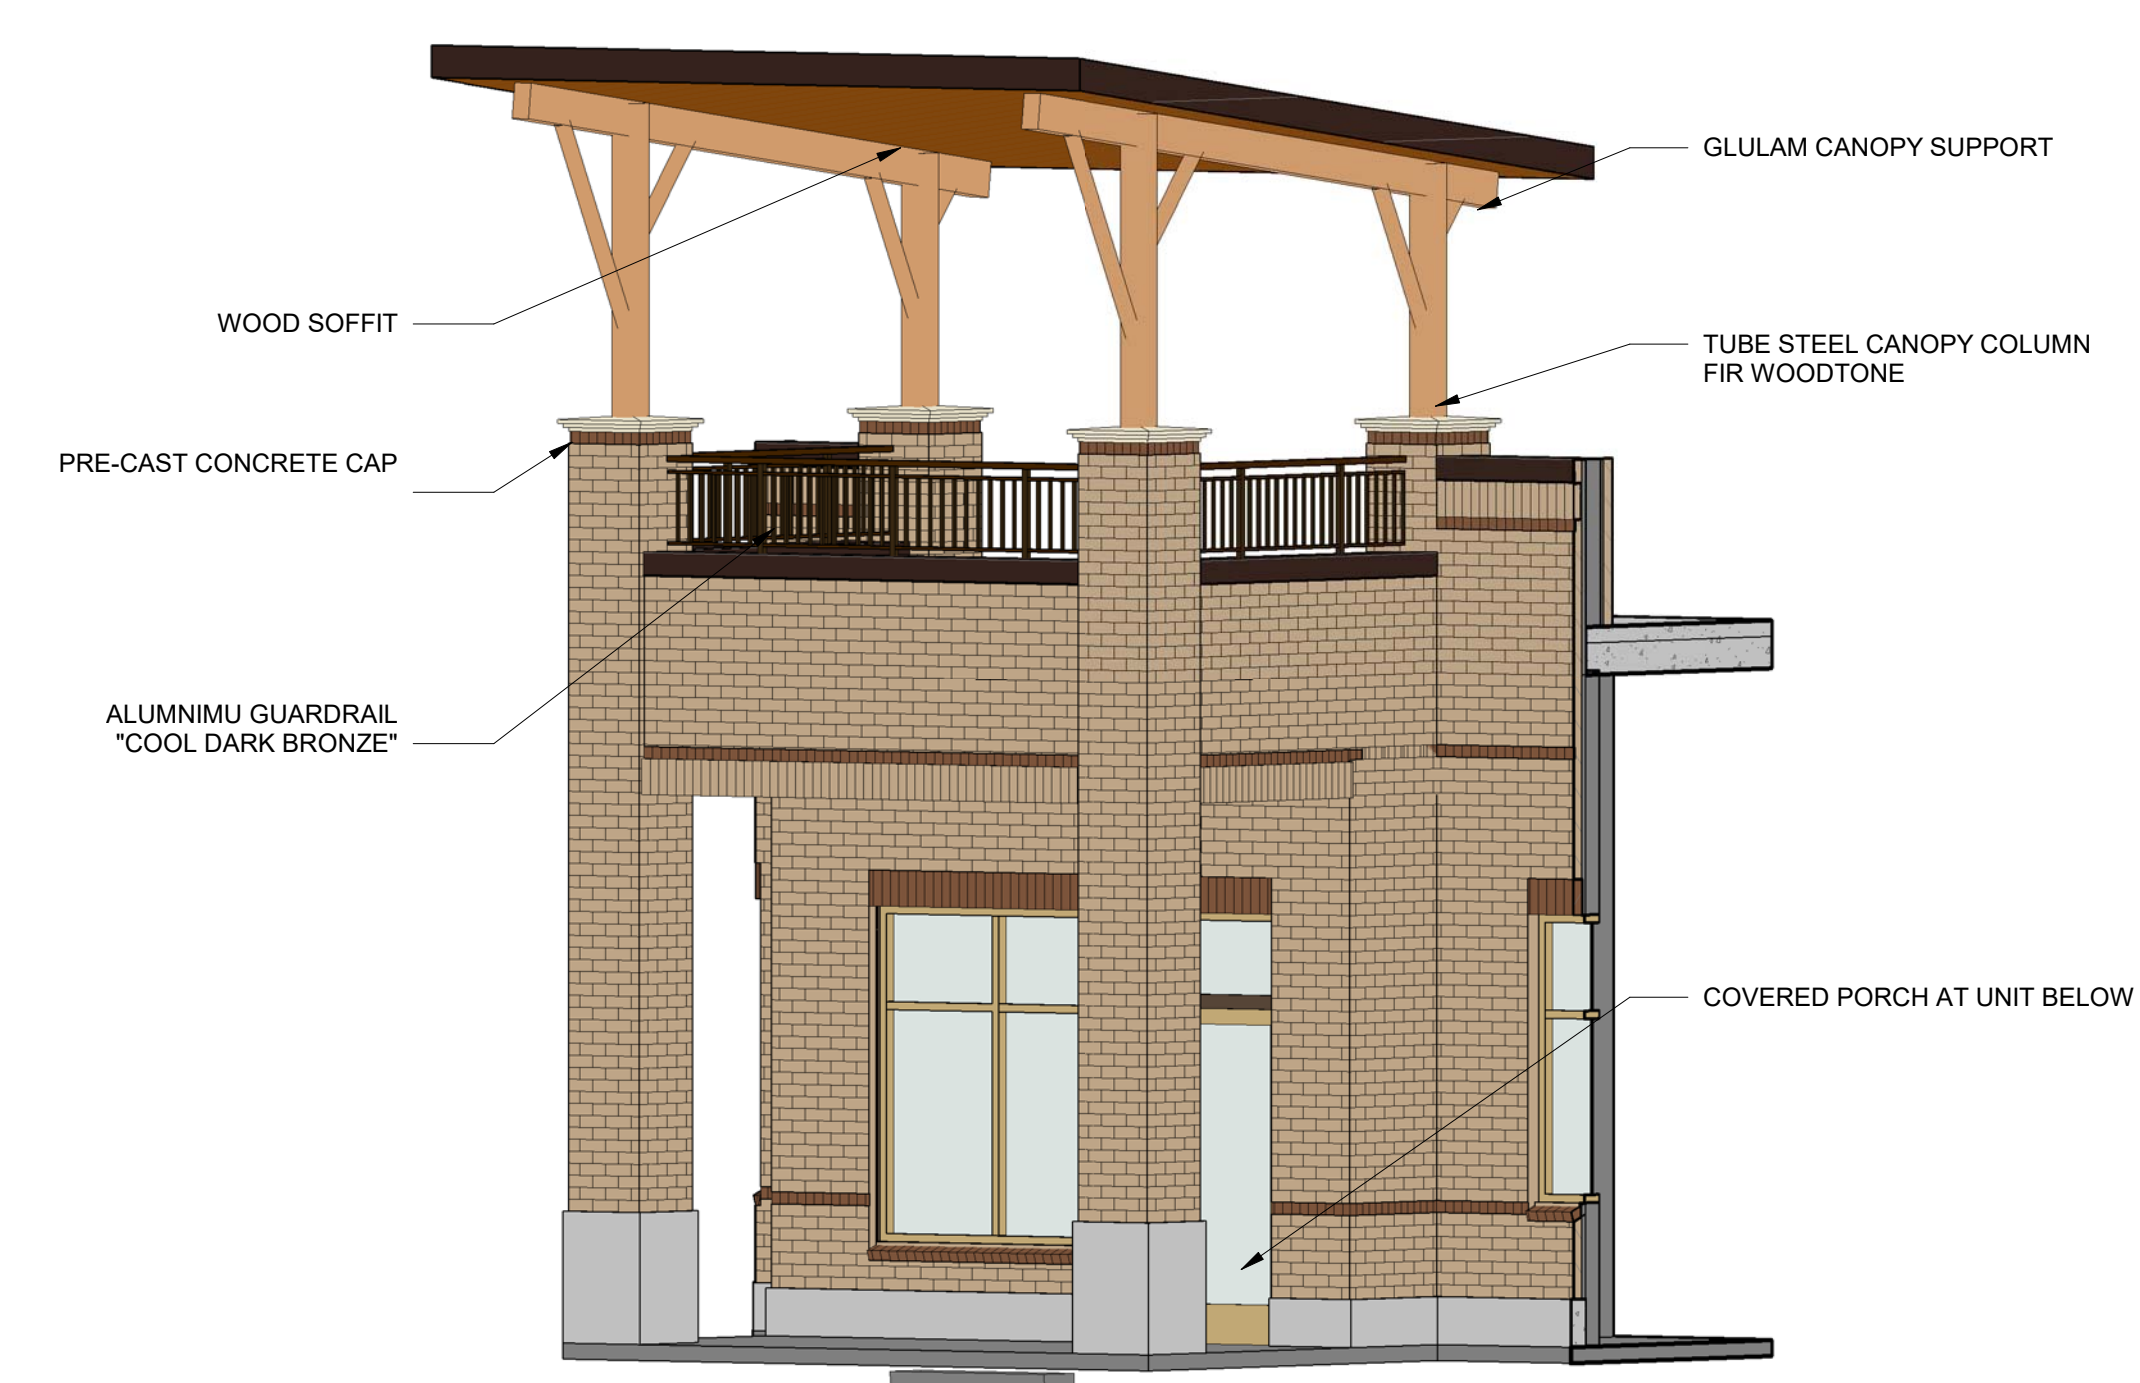 GLULAM CANOPY SUPPORT
WOOD SOFFIT
TUBE STEEL CANOPY COLUMN
FIR WOODTONE
PRE-CAST CONCRETE CAP
ALUMNIMU GUARDRAIL
"COOL DARK BRONZE"
COVERED PORCH AT UNIT BELOW